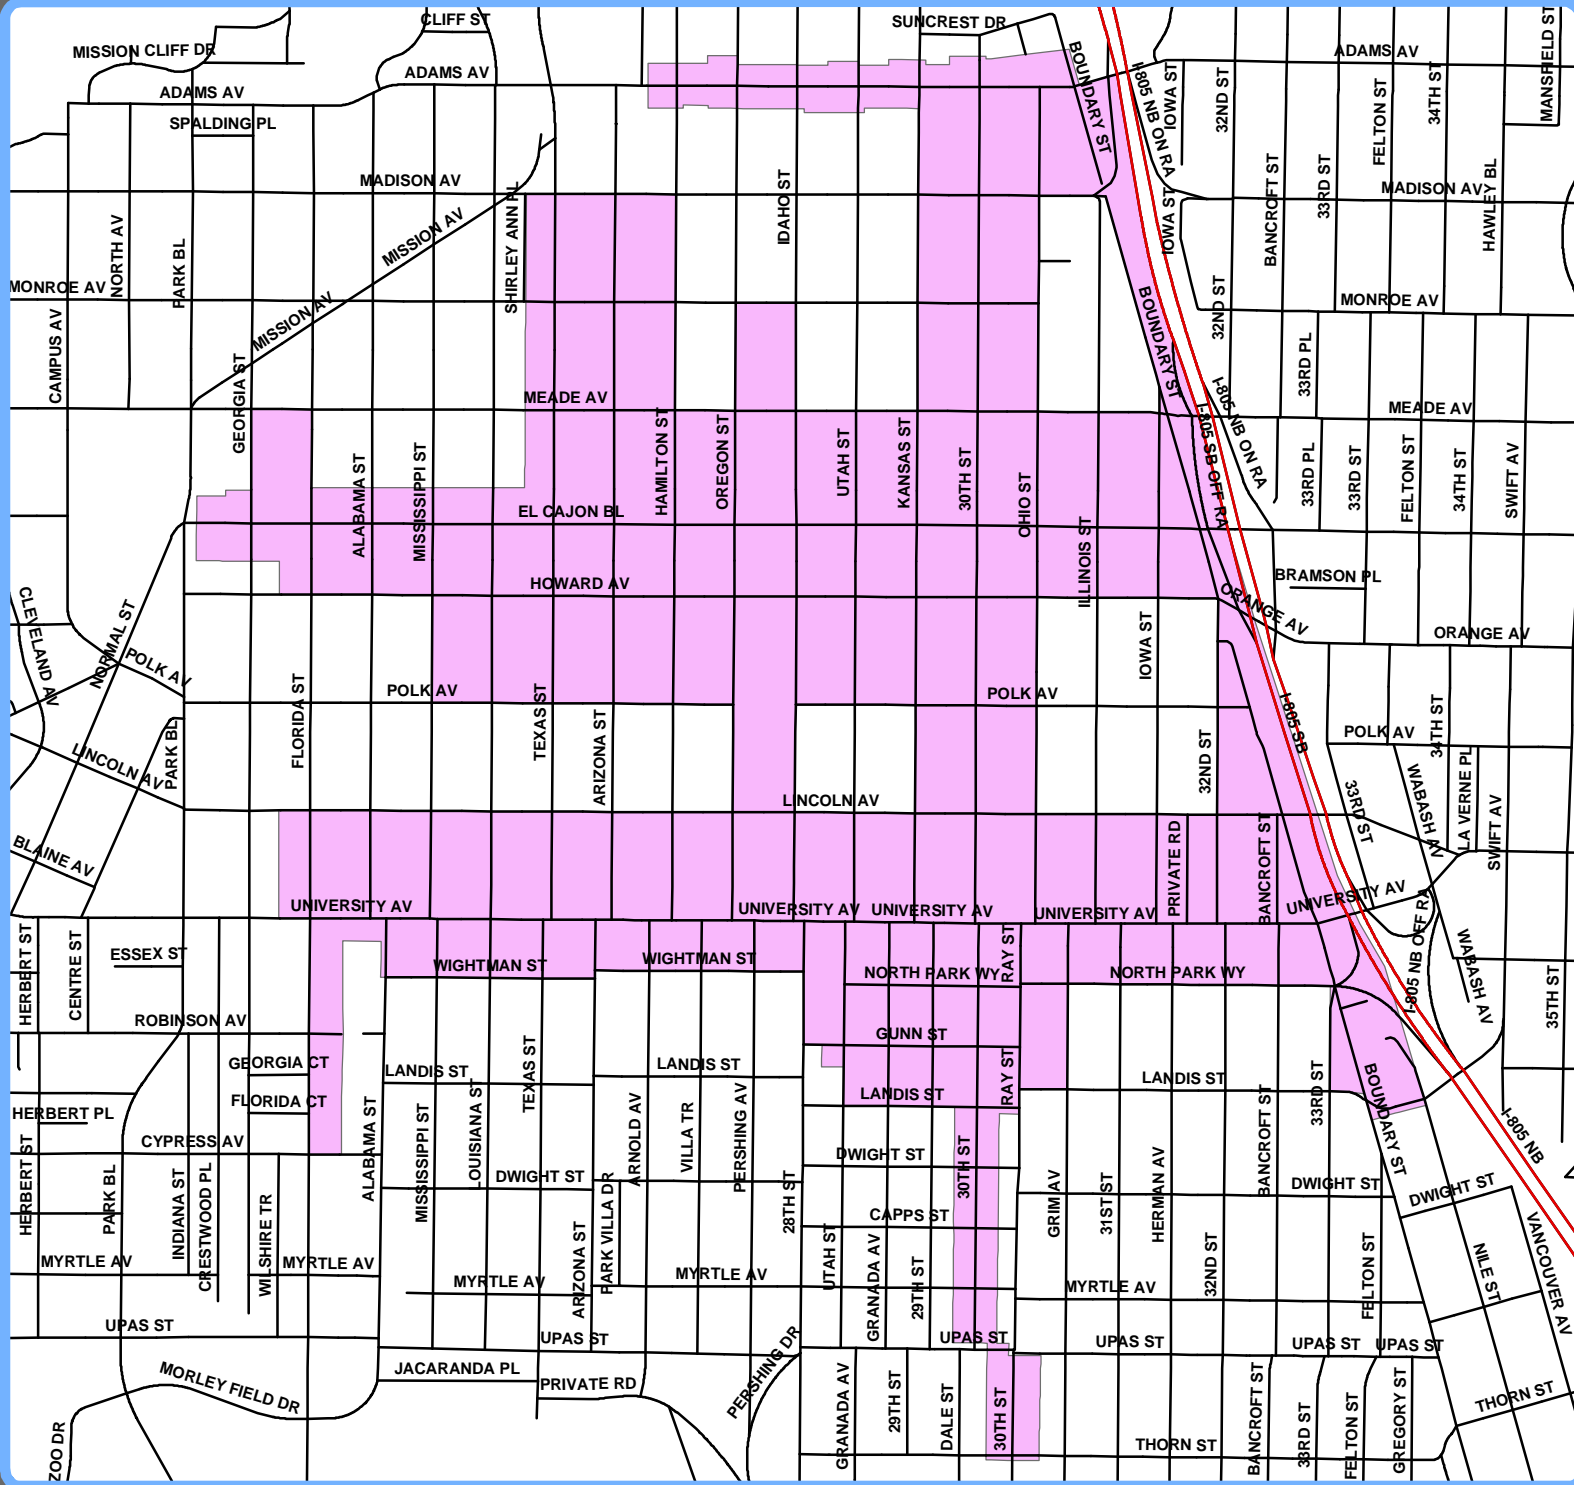 CLIFF ST
SUNCREST DR
MISSION CLIFF DR
ADAMS AV
MANSFIELD ST
ADAMS AV
BOUNDARY ST
I-805 NB ON RA
IOWA ST
32ND ST
FELTON ST
34TH ST
ADAMS AV
SPALDING PL
MADISON AV
IDAHO ST
BANCROFT ST
33RD ST
MADISON AV
HAWLEY BL
NORTH AV
PARK BL
MISSION AV
SHIRLEY ANN PL
IOWA ST
MONROE AV
MISSION AV
BOUNDARY ST
32ND ST
MONROE AV
CAMPUS AV
GEORGIA ST
33RD PL
MEADE AV
MEADE AV
I-805 SB OFF RA
I-805 NB ON RA
ALABAMA ST
MISSISSIPPI ST
HAMILTON ST
OREGON ST
UTAH ST
KANSAS ST
30TH ST
OHIO ST
33RD PL
33RD ST
FELTON ST
34TH ST
SWIFT AV
EL CAJON BL
ILLINOIS ST
HOWARD AV
BRAMSON PL
CLEVELAND AV
NORMAL ST
ORANGE AV
ORANGE AV
POLK AV
FLORIDA ST
POLK AV
TEXAS ST
ARIZONA ST
POLK AV
IOWA ST
I-805 SB
POLK AV
34TH ST
LINCOLN AV
PARK BL
32ND ST
LINCOLN AV
33RD ST
WABASH AV
LA VERNE PL
SWIFT AV
BLAINE AV
PRIVATE RD
BANCROFT ST
UNIVERSITY AV
UNIVERSITY AV
UNIVERSITY AV
UNIVERSITY AV
UNIVERSITY AV
I-805 NB OFF RA
WABASH AV
HERBERT ST
CENTRE ST
ESSEX ST
WIGHTMAN ST
WIGHTMAN ST
NORTH PARK WY
RAY ST
NORTH PARK WY
35TH ST
ROBINSON AV
GUNN ST
GEORGIA CT
LANDIS ST
TEXAS ST
LANDIS ST
RAY ST
LANDIS ST
33RD ST
BOUNDARY ST
FLORIDA CT
LANDIS ST
HERBERT PL
I-805 NB
HERBERT ST
CYPRESS AV
ALABAMA ST
MISSISSIPPI ST
LOUISIANA ST
ARNOLD AV
VILLA TR
PERSHING AV
DWIGHT ST
30TH ST
BANCROFT ST
PARK BL
INDIANA ST
CRESTWOOD PL
WILSHIRE TR
DWIGHT ST
PARK VILLA DR
28TH ST
GRIM AV
31ST ST
HERMAN AV
DWIGHT ST
DWIGHT ST
CAPPS ST
MYRTLE AV
MYRTLE AV
MYRTLE AV
ARIZONA ST
MYRTLE AV
UTAH ST
GRANADA AV
29TH ST
MYRTLE AV
32ND ST
FELTON ST
NILE ST
VANCOUVER AV
UPAS ST
UPAS ST
UPAS ST
UPAS ST
UPAS ST
UPAS ST
MORLEY FIELD DR
JACARANDA PL
PRIVATE RD
PERSHING DR
GRANADA AV
29TH ST
DALE ST
30TH ST
BANCROFT ST
33RD ST
FELTON ST
GREGORY ST
THORN ST
THORN ST
ZOO DR